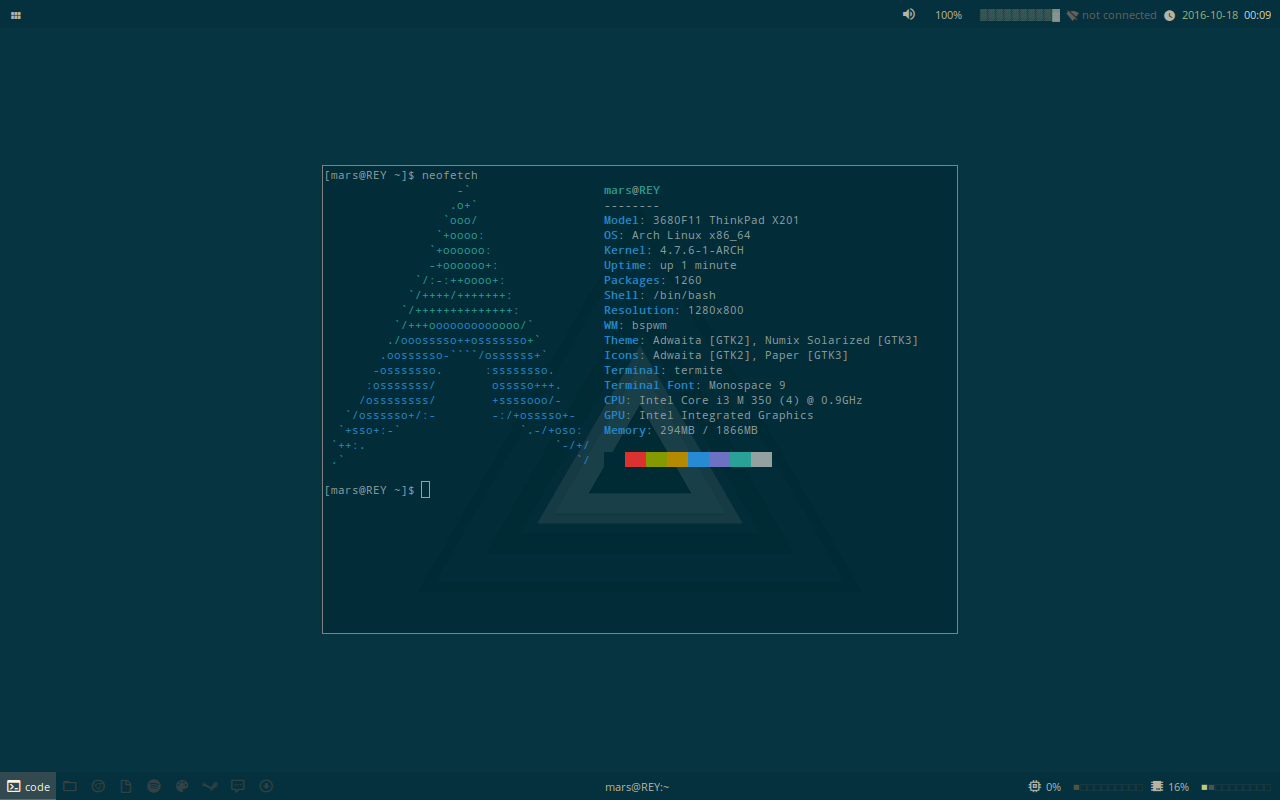 100% not connected 2016-10-18 00:09
[mars@REY ~]$ neofetch
                   -`
                  .o+`
                 `ooo/
                `+oooo:
               `+oooooo:
               -+oooooo+:
             `/:-:++oooo+:
            `/++++/+++++++:
           `/++++++++++++++:
          `/+++ooooooooooooo/`
         ./ooosssso++osssssso+`
        .oossssso-````/ossssss+`
       -osssssso.      :ssssssso.
      :osssssss/        osssso+++.
     /ossssssss/        +ssssooo/-
   `/ossssso+/:-        -:/+osssso+-
  `+sso+:-`                 `.-/+oso:
 `++:.                           `-/+/
 .`                                 `/
mars@REY
--------
Model: 3680F11 ThinkPad X201
OS: Arch Linux x86_64
Kernel: 4.7.6-1-ARCH
Uptime: up 1 minute
Packages: 1260
Shell: /bin/bash
Resolution: 1280x800
WM: bspwm
Theme: Adwaita [GTK2], Numix Solarized [GTK3]
Icons: Adwaita [GTK2], Paper [GTK3]
Terminal: termite
Terminal Font: Monospace 9
CPU: Intel Core i3 M 350 (4) @ 0.9GHz
GPU: Intel Integrated Graphics
Memory: 294MB / 1866MB
[mars@REY ~]$
code mars@REY:~ 0% 16%